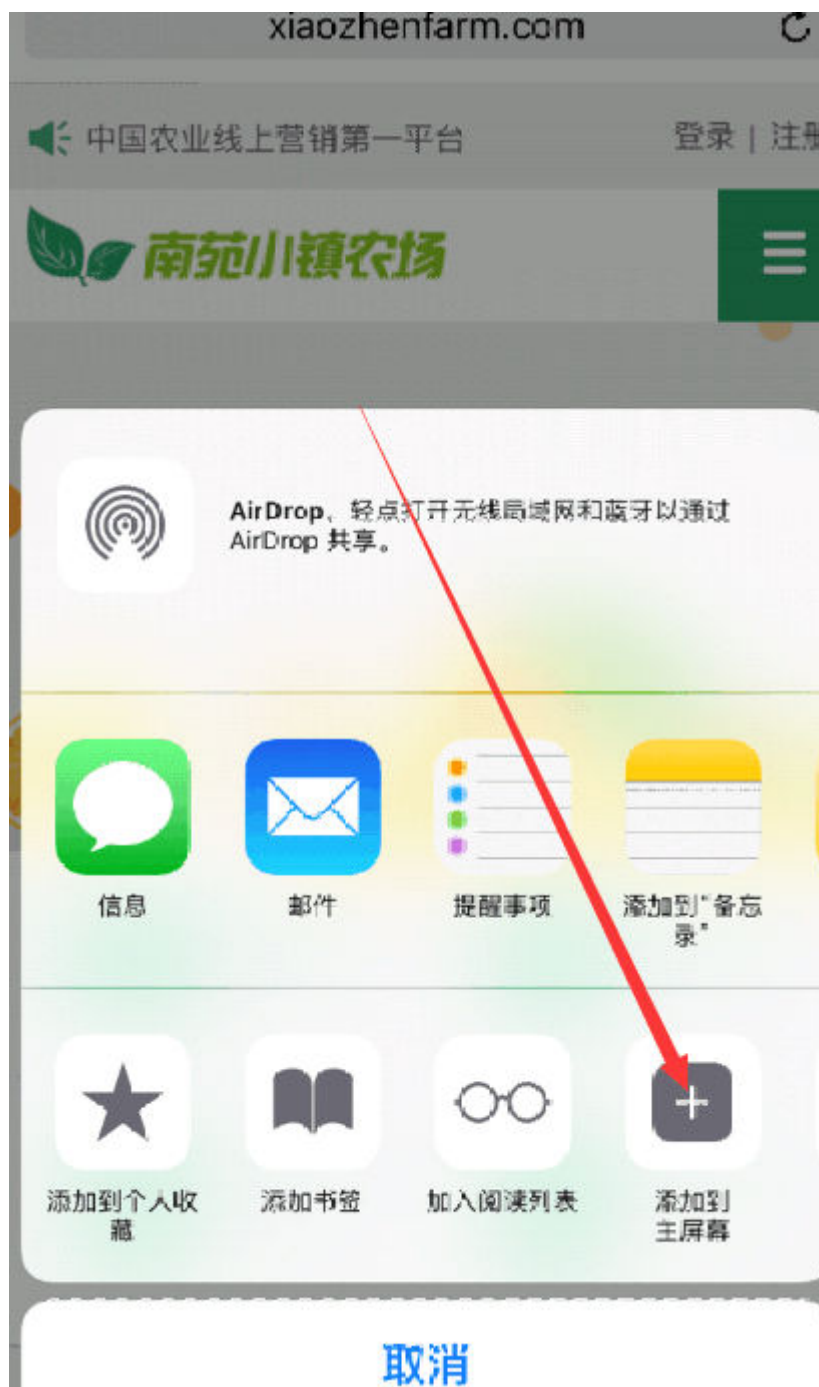 xiaozhenfarm.com
中国农业线上营销第一平台
登录 | 注册
南苑小镇农场
AirDrop、轻点打开无线局域网和蓝牙以通过
AirDrop 共享。
信息
邮件
提醒事项
添加到“备忘
录”
添加到个人收
藏
添加书签
加入阅读列表
添加到
主屏幕
取消